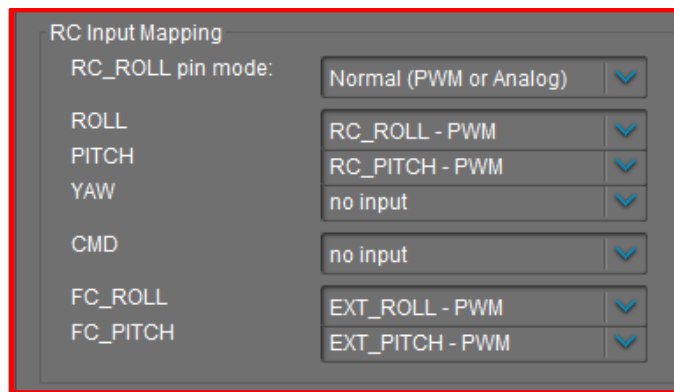 RC Input Mapping
RC_ROLL pin mode: Normal (PWM or Analog)
ROLL RC_ROLL - PWM
PITCH RC_PITCH - PWM
YAW no input
CMD no input
FC_ROLL EXT_ROLL - PWM
FC_PITCH EXT_PITCH - PWM